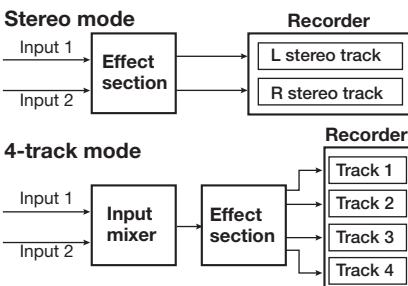 Stereo mode
Recorder
Input 1
Input 2
Effect
section
L stereo track
R stereo track
4-track mode
Recorder
Input 1
Input 2
Input
mixer
Effect
section
Track 1
Track 2
Track 3
Track 4